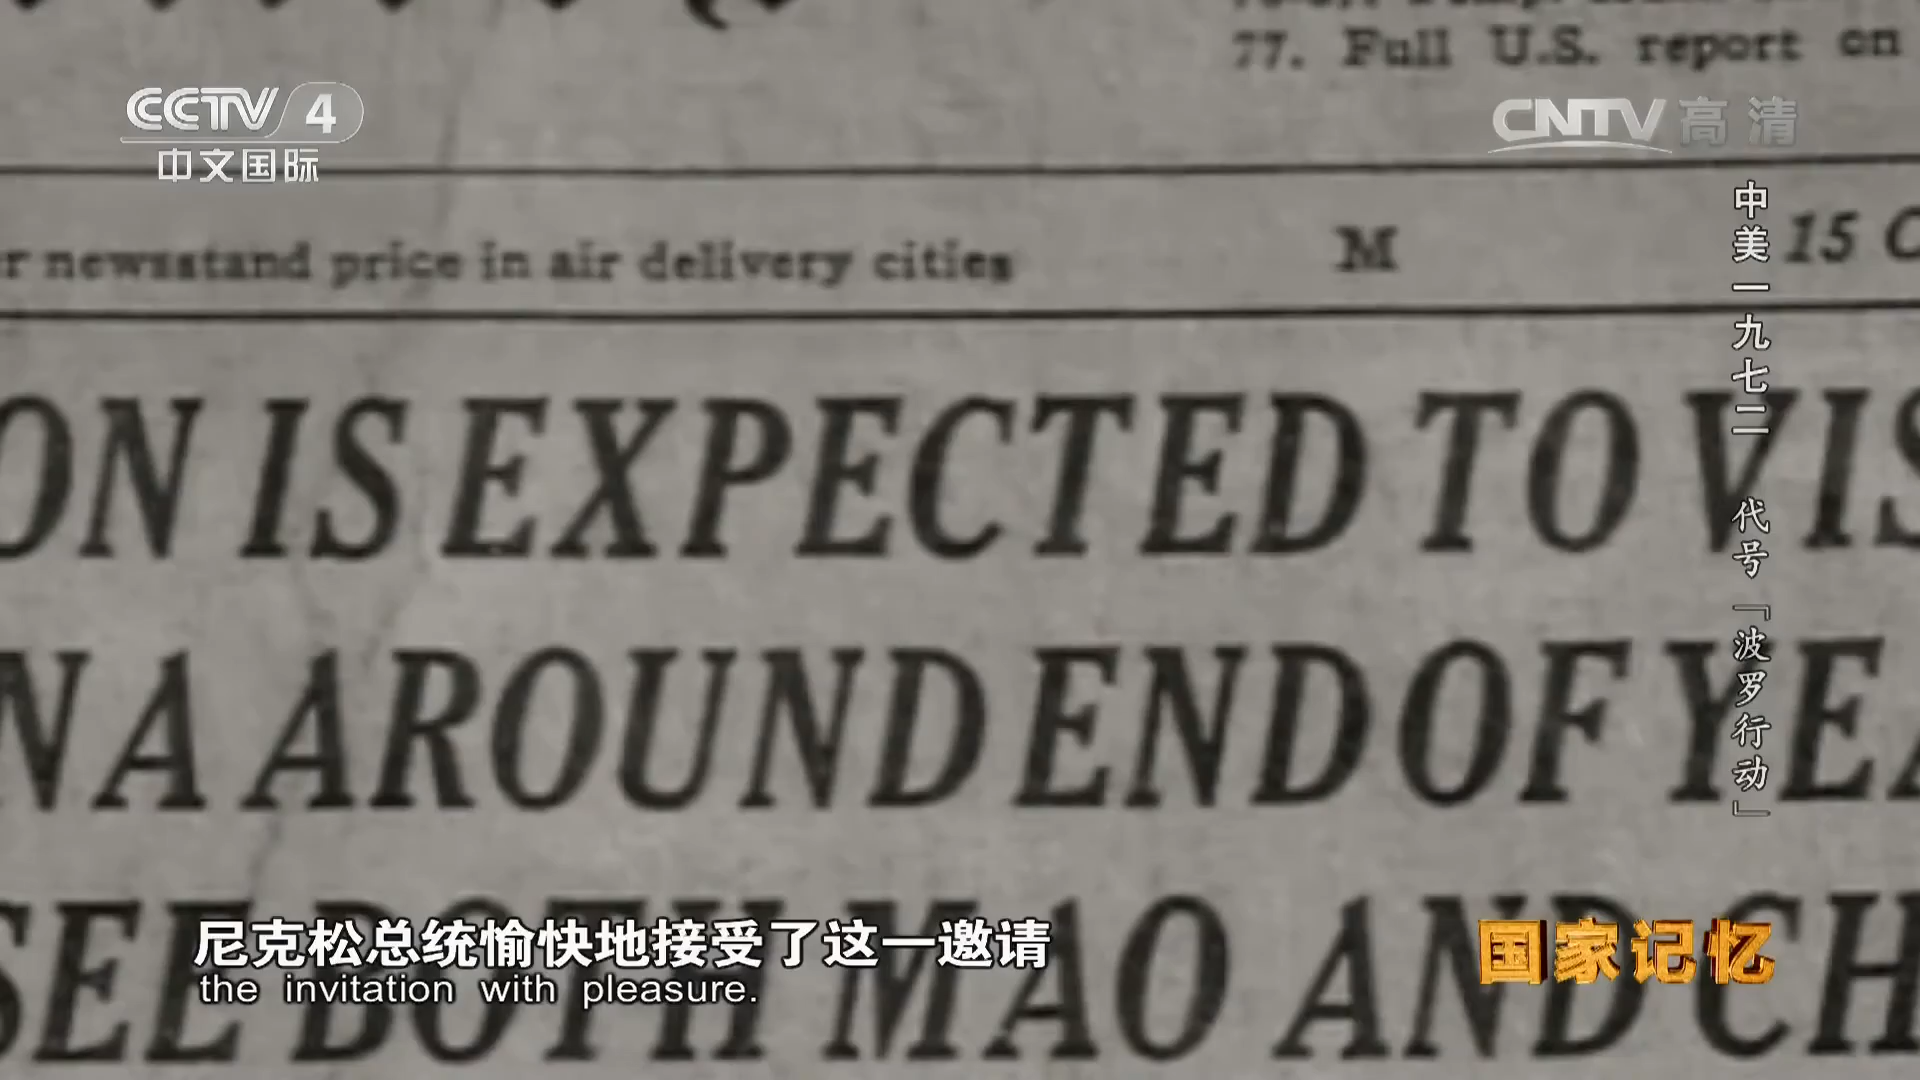 77. Full U.S. report on
CCTV 4
中文国际
CNTV 高清
r newsstand price in air delivery cities
M
15 C
中美一九七二 代号「波罗行动」
ON IS EXPECTED TO VIS
NA AROUND END OF YEA
SEE BOTH MAO AND CH
尼克松总统愉快地接受了这一邀请
the invitation with pleasure.
国家记忆